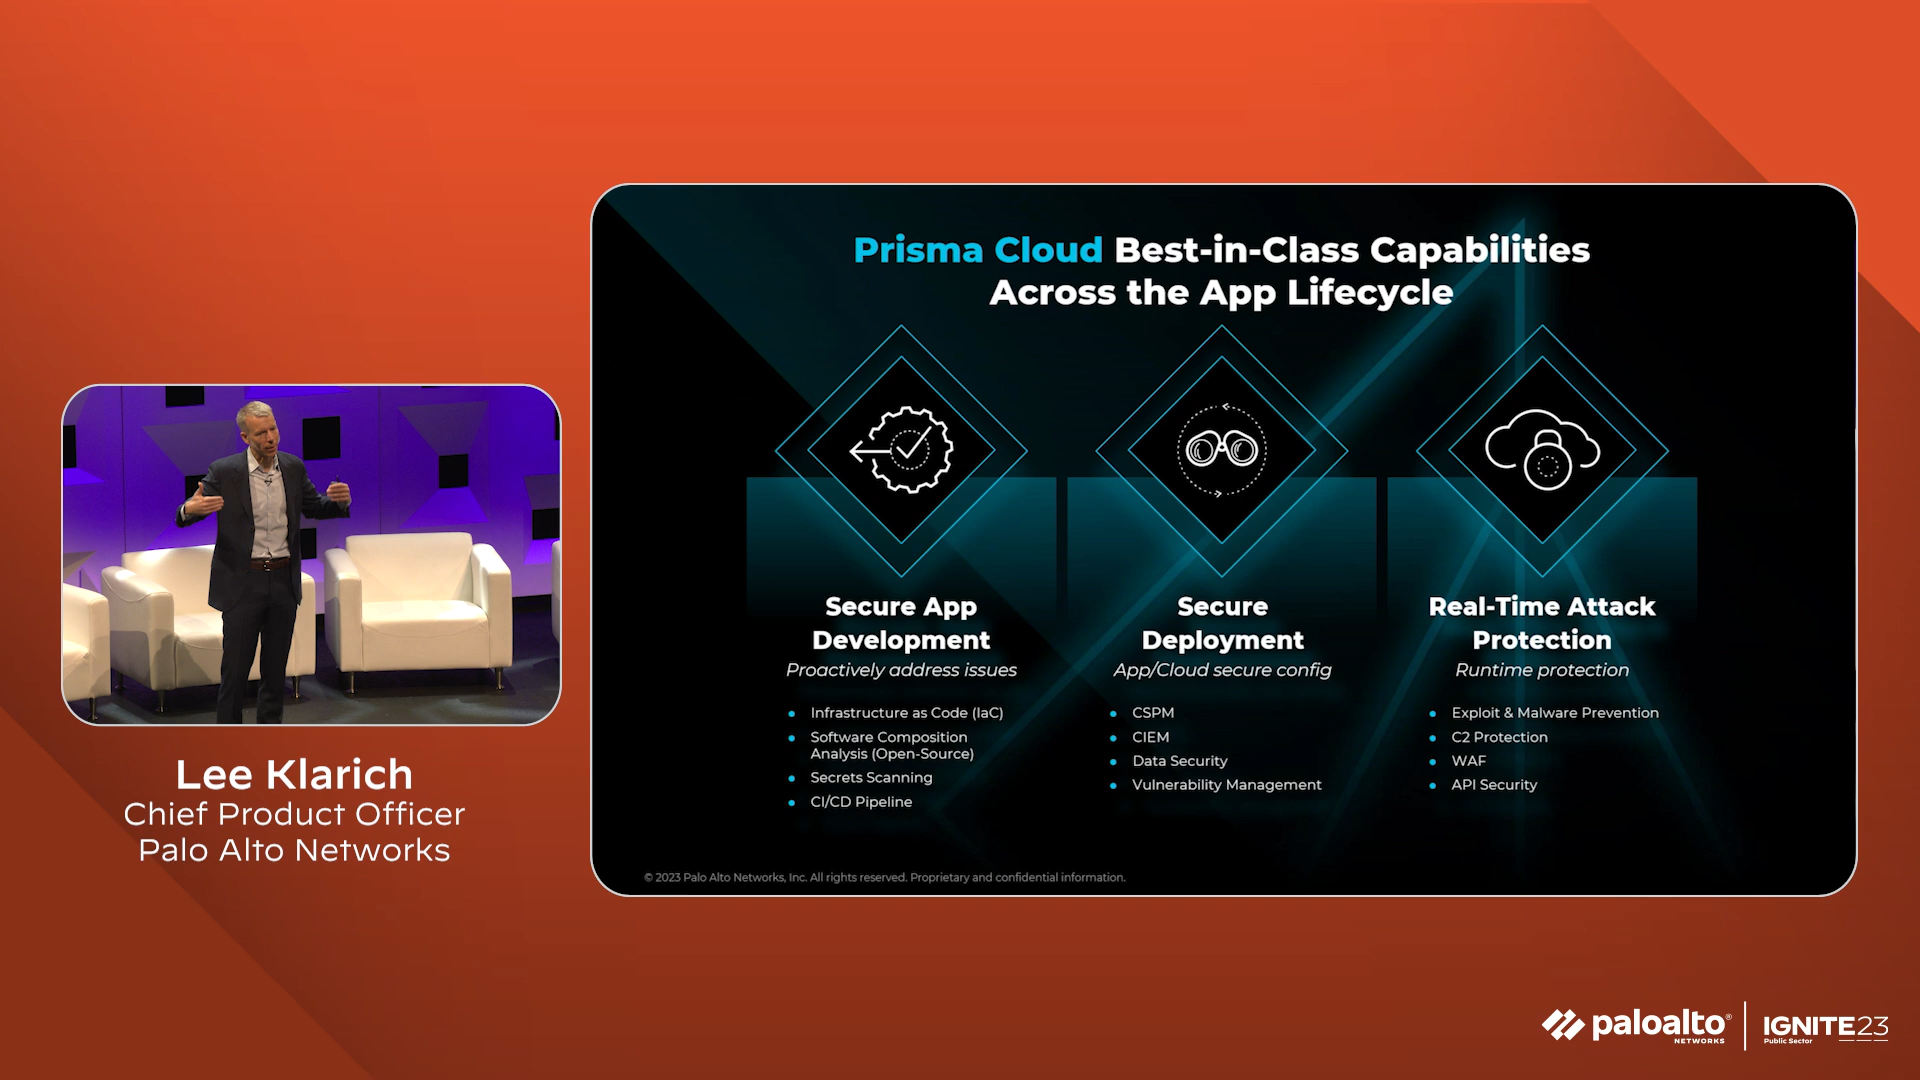 Prisma Cloud Best-in-Class Capabilities
Across the App Lifecycle
Secure App
Development
Proactively address issues
Infrastructure as Code (IaC)
Software Composition
Analysis (Open-Source)
Secrets Scanning
CI/CD Pipeline
Secure
Deployment
App/Cloud secure config
CSPM
CIEM
Data Security
Vulnerability Management
Real-Time Attack
Protection
Runtime protection
Exploit & Malware Prevention
C2 Protection
WAF
API Security
© 2023 Palo Alto Networks, Inc. All rights reserved. Proprietary and confidential information.
Lee Klarich
Chief Product Officer
Palo Alto Networks
paloalto®
NETWORKS
IGNITE23
Public Sector